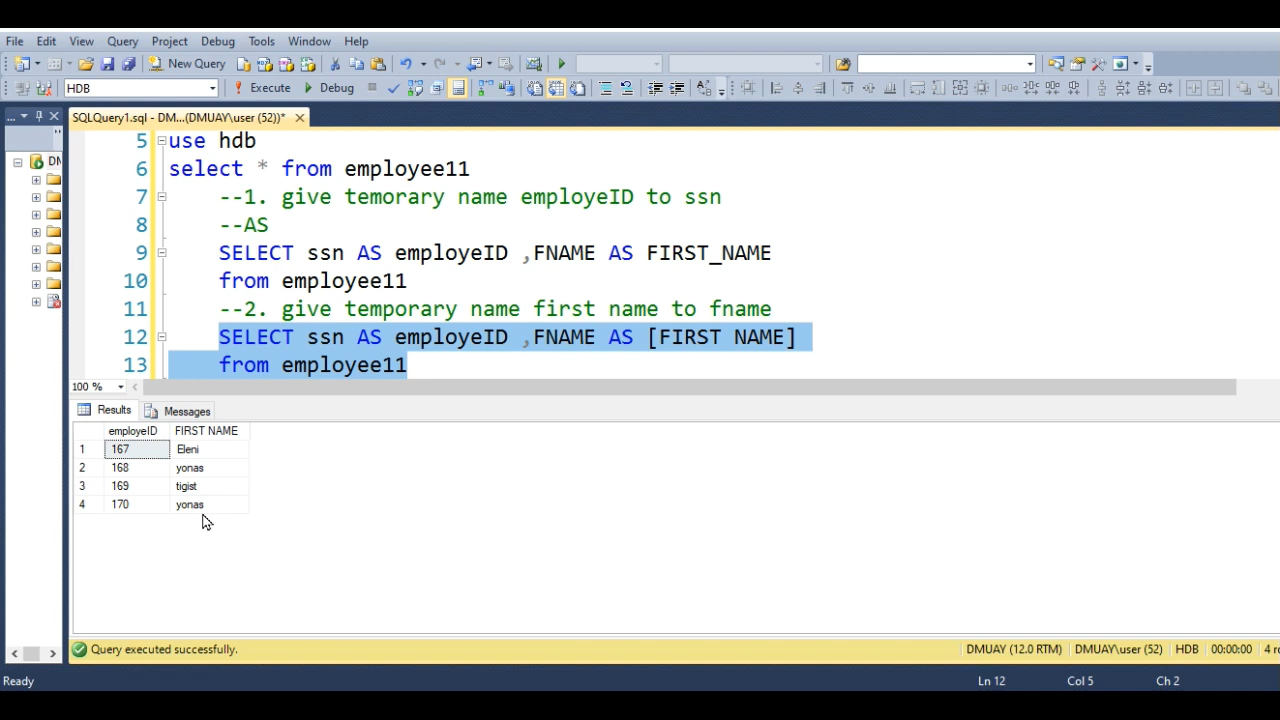 File Edit View Query Project Debug Tools Window Help
New Query
HDB Execute Debug
... SQLQuery1.sql - DM...(DMUAY\user (52))*
5 use hdb
6 select * from employee11
7 --1. give temorary name employeID to ssn
8 --AS
9 SELECT ssn AS employeID ,FNAME AS FIRST_NAME
10 from employee11
11 --2. give temporary name first name to fname
12 SELECT ssn AS employeID ,FNAME AS [FIRST NAME]
13 from employee11
100 %
Results Messages
employeID FIRST NAME
1 167 Eleni
2 168 yonas
3 169 tigist
4 170 yonas
Query executed successfully. DMUAY (12.0 RTM) DMUAY\user (52) HDB 00:00:00 4
Ready Ln 12 Col 5 Ch 2